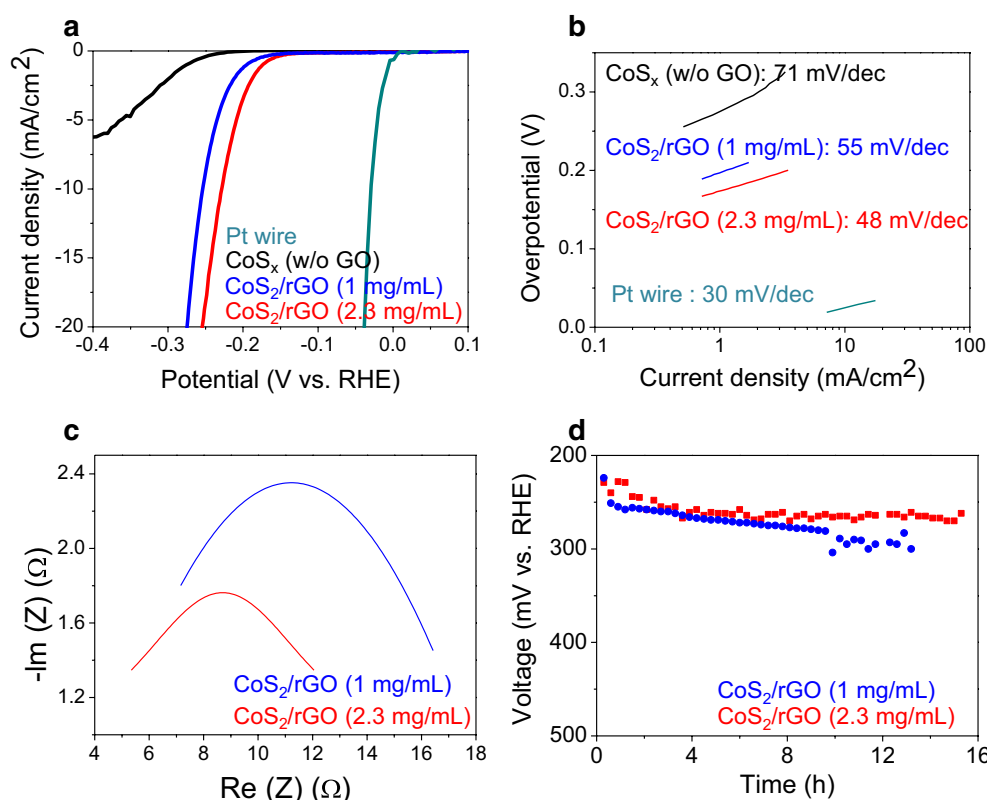 a
0
-5
-10
-15
-20
Current density (mA/cm²)
Pt wire
CoSₓ (w/o GO)
CoS₂/rGO (1 mg/mL)
CoS₂/rGO (2.3 mg/mL)
-0.4 -0.3 -0.2 -0.1 0.0 0.1
Potential (V vs. RHE)
b
0.3
0.2
0.1
0.0
Overpotential (V)
CoSₓ (w/o GO): 71 mV/dec
CoS₂/rGO (1 mg/mL): 55 mV/dec
CoS₂/rGO (2.3 mg/mL): 48 mV/dec
Pt wire : 30 mV/dec
0.1 1 10 100
Current density (mA/cm²)
c
2.4
2.0
1.6
1.2
-Im (Z) (Ω)
CoS₂/rGO (1 mg/mL)
CoS₂/rGO (2.3 mg/mL)
4 6 8 10 12 14 16 18
Re (Z) (Ω)
d
200
300
400
500
Voltage (mV vs. RHE)
CoS₂/rGO (1 mg/mL)
CoS₂/rGO (2.3 mg/mL)
0 4 8 12 16
Time (h)